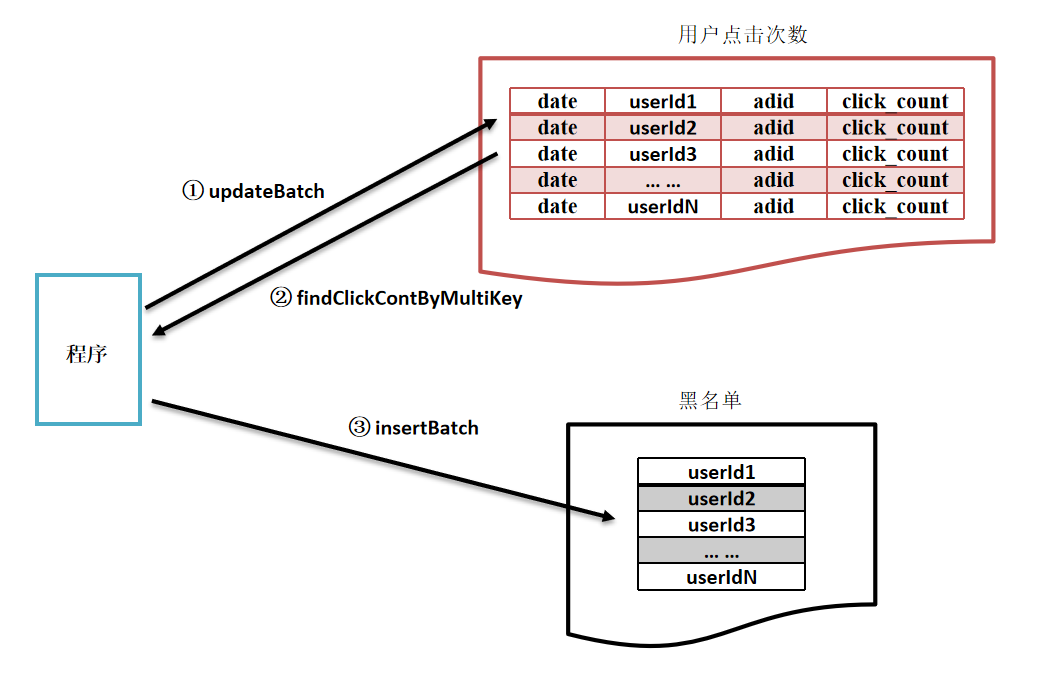 用户点击次数
date userId1 adid click_count
date userId2 adid click_count
date userId3 adid click_count
date ... ... adid click_count
date userIdN adid click_count
① updateBatch
② findClickContByMultiKey
程序
黑名单
③ insertBatch
userId1
userId2
userId3
... ...
userIdN